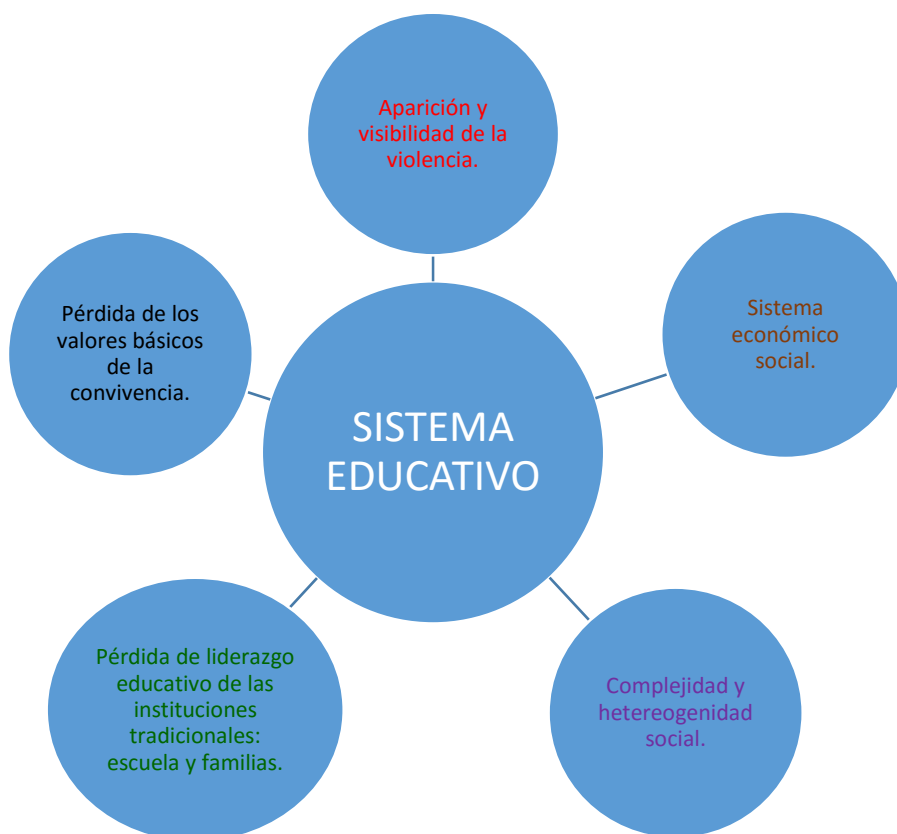 Aparición y
visibilidad de la
violencia.
Sistema
económico
social.
Complejidad y
hetereogenidad
social.
Pérdida de liderazgo
educativo de las
instituciones
tradicionales:
escuela y familias.
Pérdida de los
valores básicos
de la
convivencia.
SISTEMA
EDUCATIVO